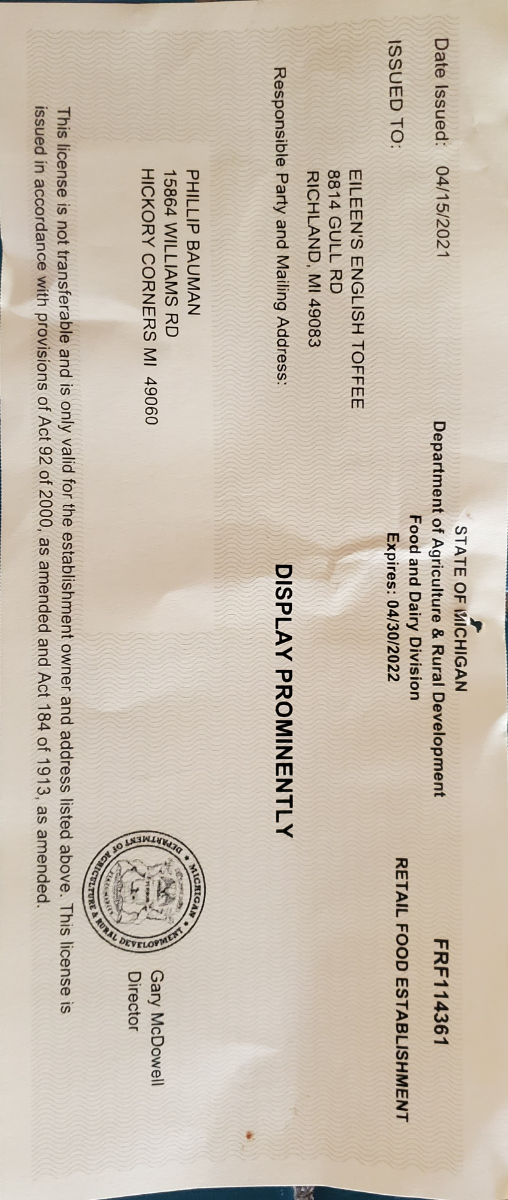 STATE OF MICHIGAN
Department of Agriculture & Rural Development
Food and Dairy Division
Expires: 04/30/2022
Date Issued: 04/15/2021
FRF114361
RETAIL FOOD ESTABLISHMENT
ISSUED TO:
EILEEN'S ENGLISH TOFFEE
8814 GULL RD
RICHLAND, MI 49083
Responsible Party and Mailing Address:
DISPLAY PROMINENTLY
PHILLIP BAUMAN
15864 WILLIAMS RD
HICKORY CORNERS MI 49060
MICHIGAN
DEPARTMENT OF AGRICULTURE & RURAL DEVELOPMENT
Gary McDowell
Director
This license is not transferable and is only valid for the establishment owner and address listed above. This license is
issued in accordance with provisions of Act 92 of 2000, as amended and Act 184 of 1913, as amended.